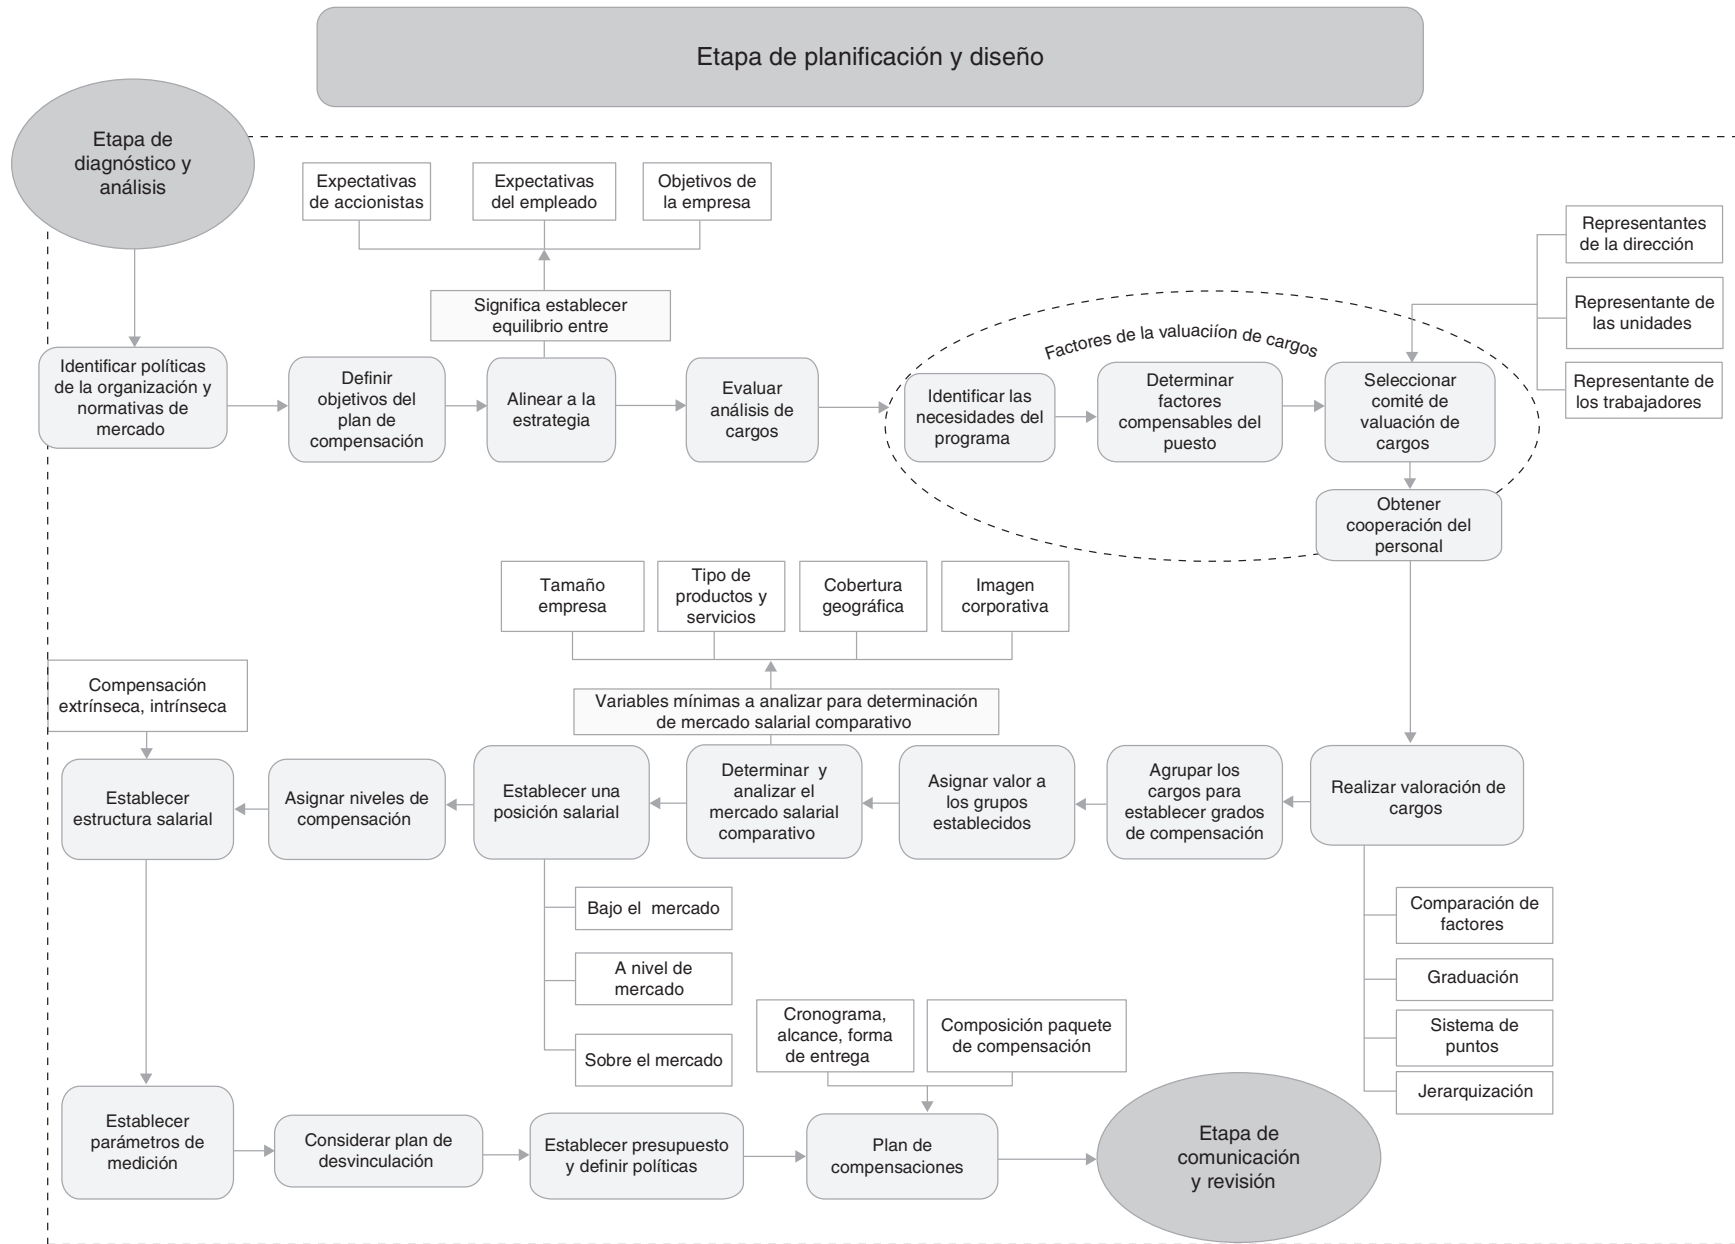 Etapa de planificación y diseño
Etapa de
diagnóstico y
análisis
Expectativas
de accionistas
Expectativas
del empleado
Objetivos de
la empresa
Significa establecer
equilibrio entre
Representantes
de la dirección
Representante de
las unidades
Representante de
los trabajadores
Factores de la valuaciíon de cargos
Identificar políticas
de la organización y
normativas de
mercado
Definir
objetivos del
plan de
compensación
Alinear a la
estrategia
Evaluar
análisis de
cargos
Identificar las
necesidades del
programa
Determinar
factores
compensables del
puesto
Seleccionar
comité de
valuación de
cargos
Obtener
cooperación del
personal
Tamaño
empresa
Tipo de
productos y
servicios
Cobertura
geográfica
Imagen
corporativa
Variables mínimas a analizar para determinación
de mercado salarial comparativo
Compensación
extrínseca, intrínseca
Establecer
estructura salarial
Asignar niveles de
compensación
Establecer una
posición salarial
Determinar y
analizar el
mercado salarial
comparativo
Asignar valor a
los grupos
establecidos
Agrupar los
cargos para
establecer grados
de compensación
Realizar valoración de
cargos
Bajo el mercado
A nivel de
mercado
Sobre el mercado
Comparación de
factores
Graduación
Sistema de
puntos
Jerarquización
Cronograma,
alcance, forma
de entrega
Composición paquete
de compensación
Establecer
parámetros de
medición
Considerar plan de
desvinculación
Establecer presupuesto
y definir políticas
Plan de
compensaciones
Etapa de
comunicación
y revisión